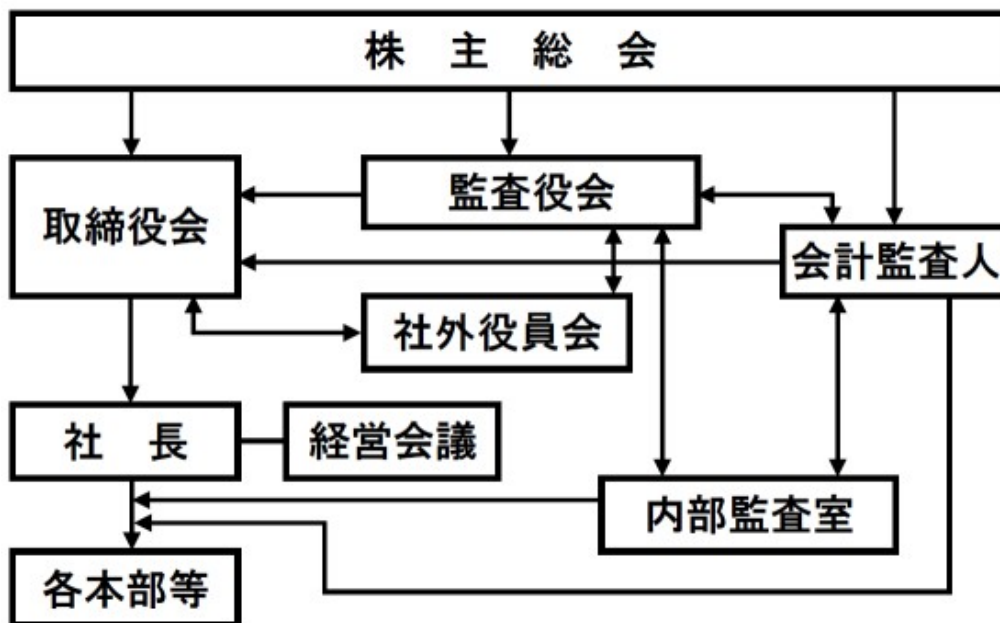 株　主　総　会
監査役会
取締役会
会計監査人
社外役員会
社　長
経営会議
内部監査室
各本部等